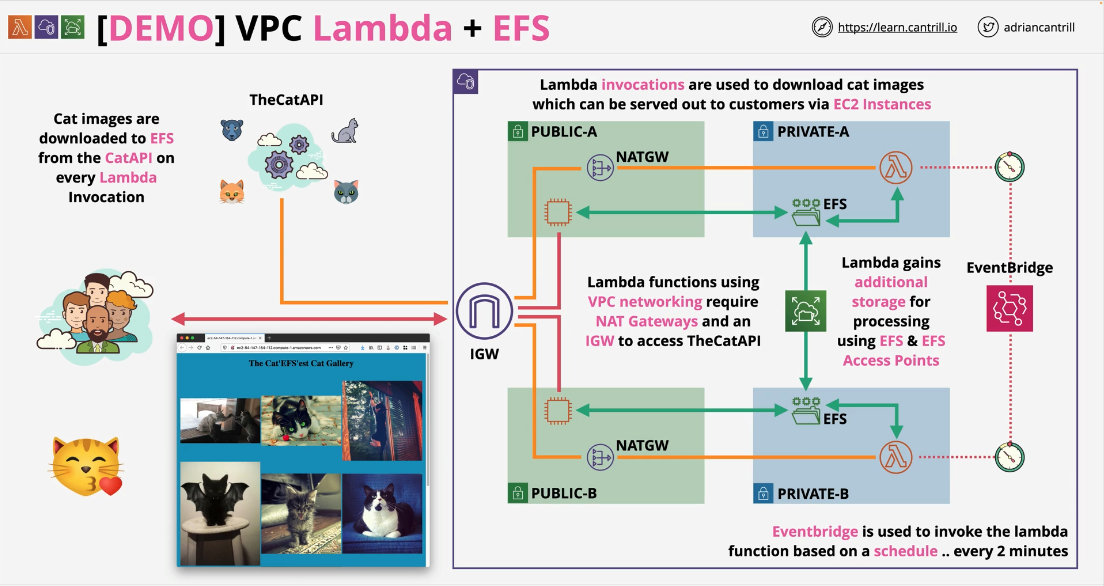 [DEMO] VPC Lambda + EFS
https://learn.cantrill.io
adriancantrill
Cat images are
downloaded to EFS
from the CatAPI on
every Lambda
Invocation
TheCatAPI
Lambda invocations are used to download cat images
which can be served out to customers via EC2 Instances
PUBLIC-A
PRIVATE-A
NATGW
EFS
Lambda functions using
VPC networking require
NAT Gateways and an
IGW to access TheCatAPI
Lambda gains
additional
storage for
processing
using EFS & EFS
Access Points
EventBridge
IGW
The Cat'EFS'est Cat Gallery
EFS
NATGW
PUBLIC-B
PRIVATE-B
Eventbridge is used to invoke the lambda
function based on a schedule .. every 2 minutes